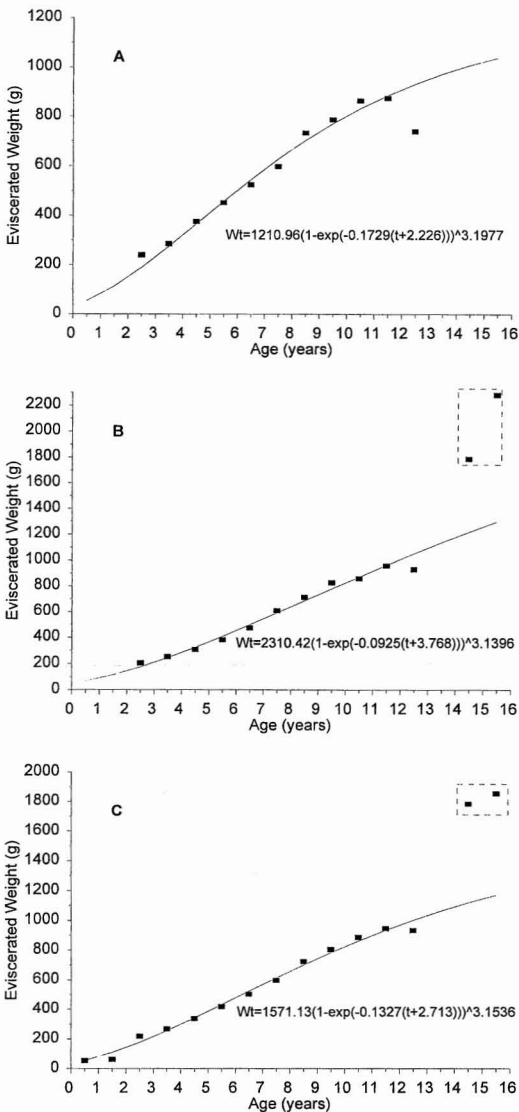 1200
A
1000
800
600
400
200
0
Eviscerated Weight (g)
Wt=1210.96(1-exp(-0.1729(t+2.226)))^3.1977
0 1 2 3 4 5 6 7 8 9 10 11 12 13 14 15 16
Age (years)
2200
B
2000
1800
1600
1400
1200
1000
800
600
400
200
0
Eviscerated Weight (g)
Wt=2310.42(1-exp(-0.0925(t+3.768)))^3.1396
0 1 2 3 4 5 6 7 8 9 10 11 12 13 14 15 16
Age (years)
2000
C
1800
1600
1400
1200
1000
800
600
400
200
0
Eviscerated Weight (g)
Wt=1571.13(1-exp(-0.1327(t+2.713)))^3.1536
0 1 2 3 4 5 6 7 8 9 10 11 12 13 14 15 16
Age (years)